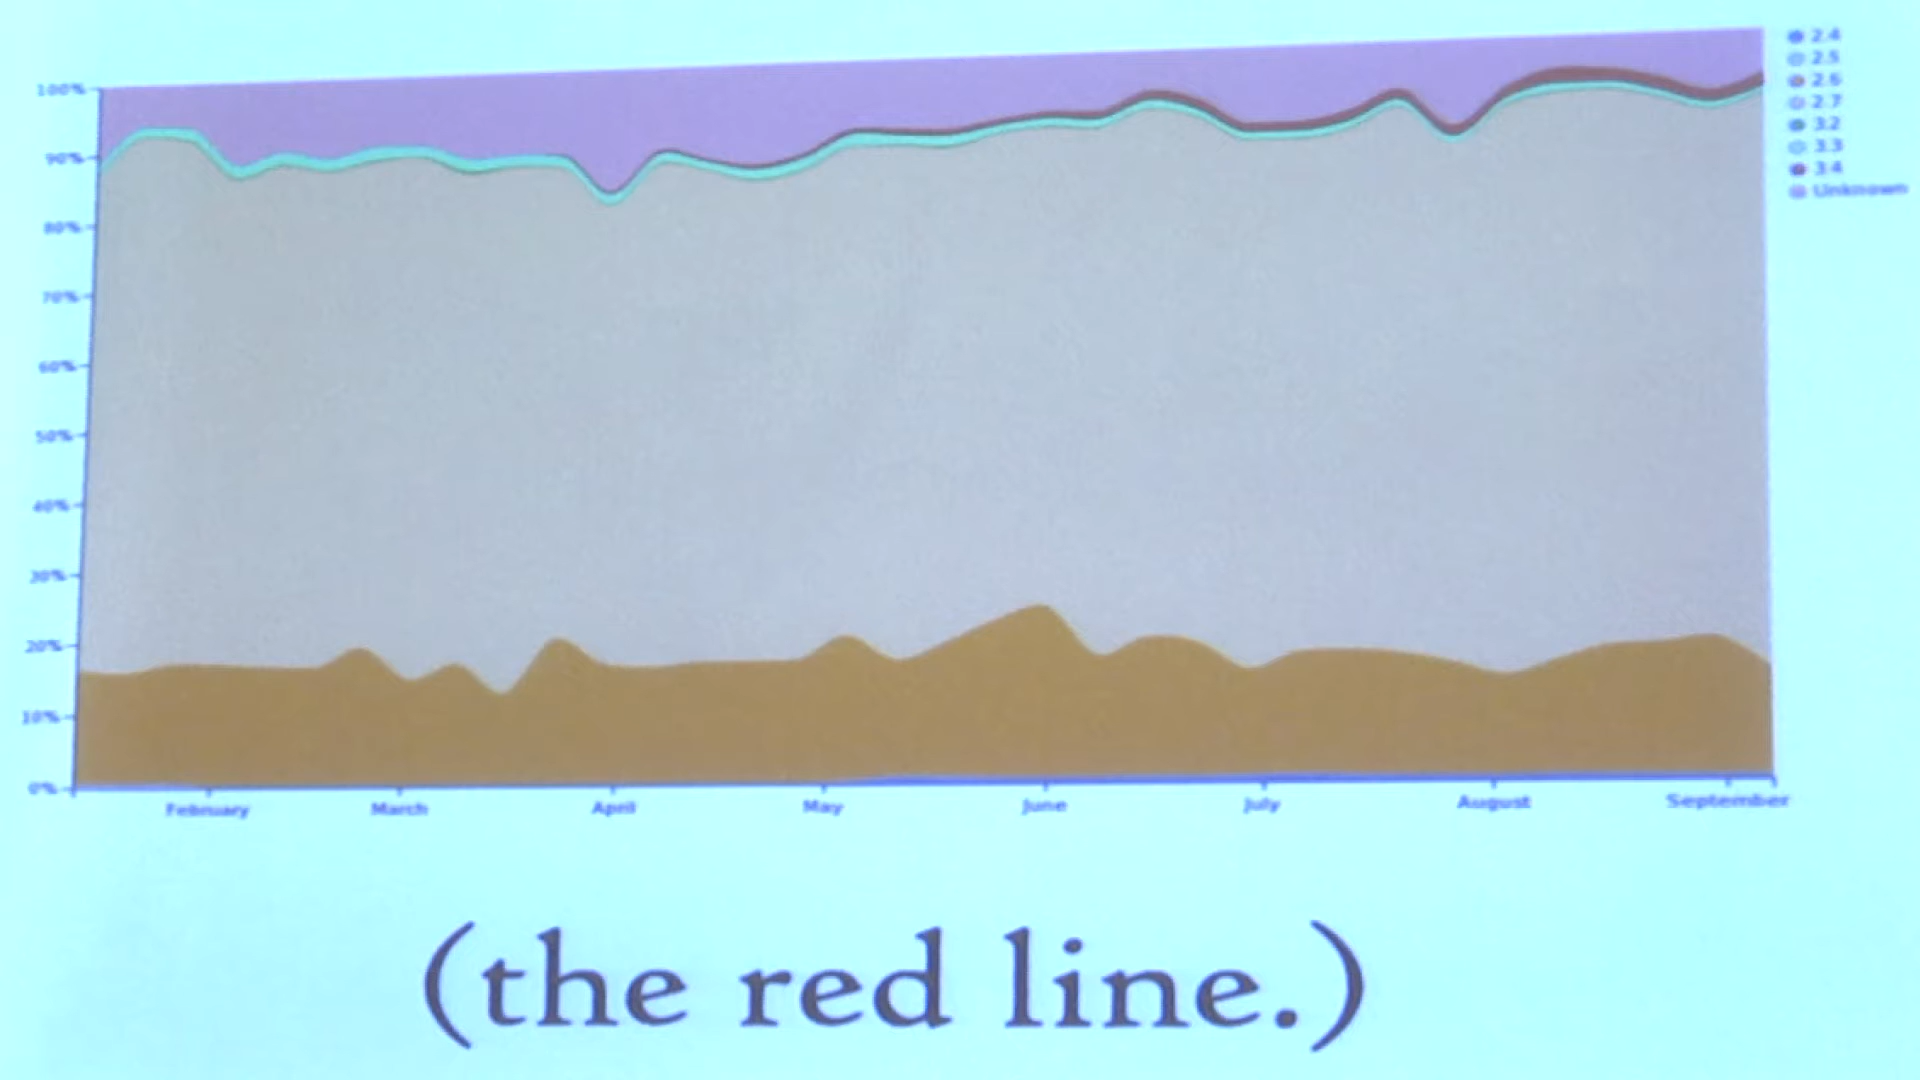 100%
90%
80%
70%
60%
50%
40%
30%
20%
10%
0%
February
March
April
May
June
July
August
September
2.4
2.5
2.6
2.7
3.2
3.3
3.4
Unknown
(the red line.)